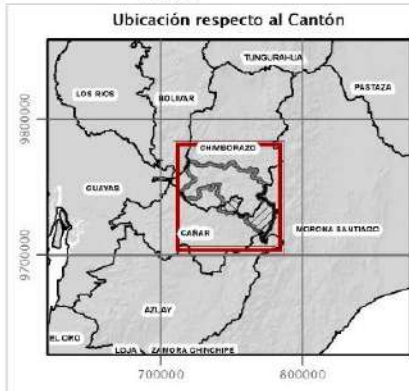 Ubicación respecto al Cantón
TUNGURAHUA
PASTAZA
LOS RIOS
BOLIVAR
9800000
CHIMBORAZO
GUAYAS
MORONA SANTIAGO
CAÑAR
9700000
AZUAY
EL ORO
LOJA
ZAMORA CHINCHIPE
700000
800000